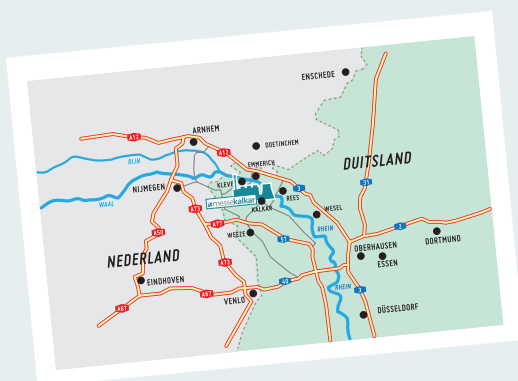 ENSCHEDE
ARNHEM
A12
A12
DOETINCHEM
RIJN
DUITSLAND
EMMERICH
KLEVE
3
31
NIJMEGEN
REES
messekalkar
KALKAR
WAAL
A73
WESEL
A77
RHEIN
2
A50
WEEZE
57
DORTMUND
OBERHAUSEN
NEDERLAND
A73
ESSEN
EINDHOVEN
40
RHEIN
3
A67
VENLO
A67
DÜSSELDORF